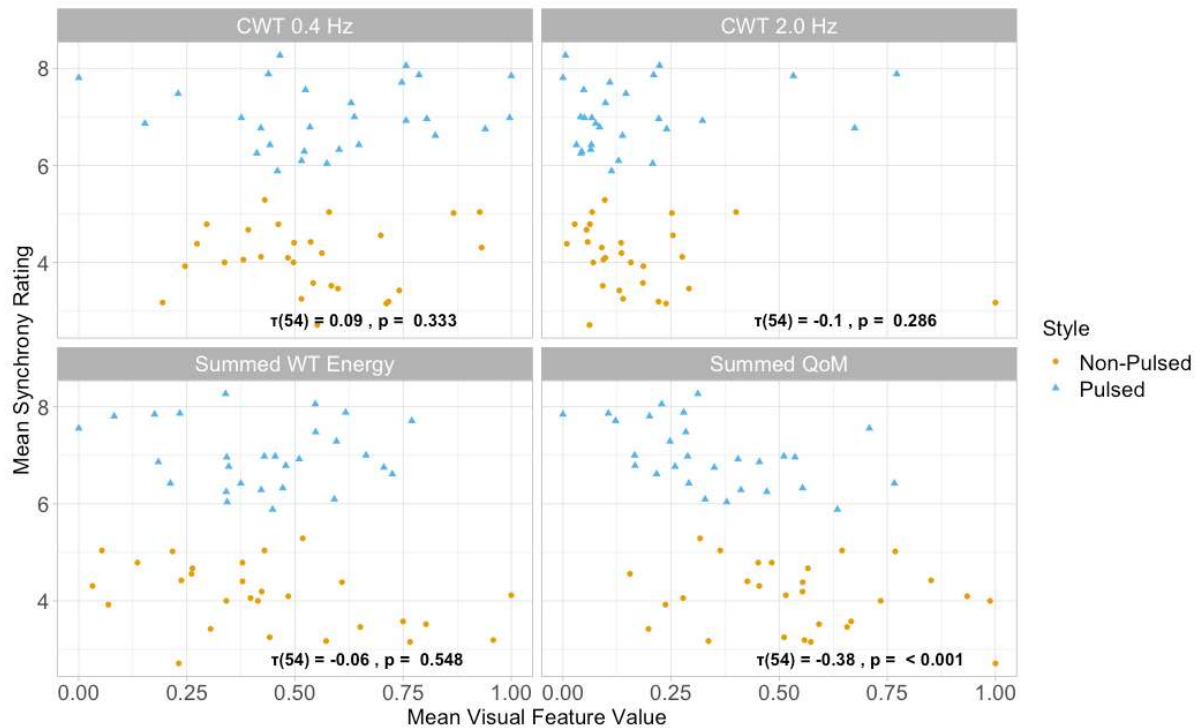 CWT 0.4 Hz
CWT 2.0 Hz
8
6
4
τ(54) = 0.09 , p = 0.333
τ(54) = -0.1 , p = 0.286
Mean Synchrony Rating
Style
Non-Pulsed
Pulsed
Summed WT Energy
Summed QoM
8
6
4
τ(54) = -0.06 , p = 0.548
τ(54) = -0.38 , p = < 0.001
0.00 0.25 0.50 0.75 1.00
0.00 0.25 0.50 0.75 1.00
Mean Visual Feature Value